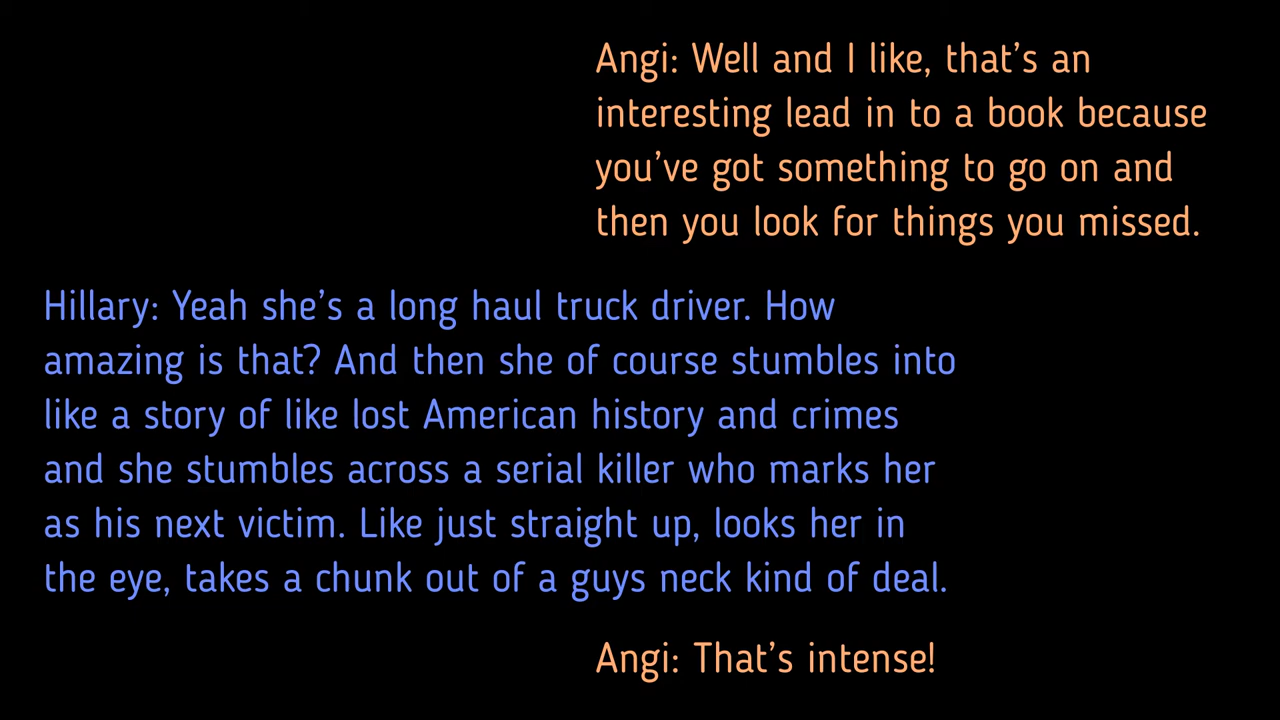 Angi: Well and I like, that's an
interesting lead in to a book because
you've got something to go on and
then you look for things you missed.
Hillary: Yeah she's a long haul truck driver. How
amazing is that? And then she of course stumbles into
like a story of like lost American history and crimes
and she stumbles across a serial killer who marks her
as his next victim. Like just straight up, looks her in
the eye, takes a chunk out of a guys neck kind of deal.
Angi: That's intense!